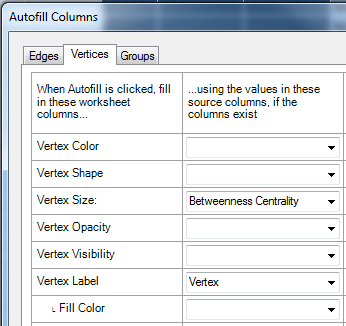 Autofill Columns
Edges Vertices Groups
When Autofill is clicked, fill
in these worksheet
columns...
...using the values in these
source columns, if the
columns exist
Vertex Color
Vertex Shape
Vertex Size: Betweenness Centrality
Vertex Opacity
Vertex Visibility
Vertex Label Vertex
Fill Color